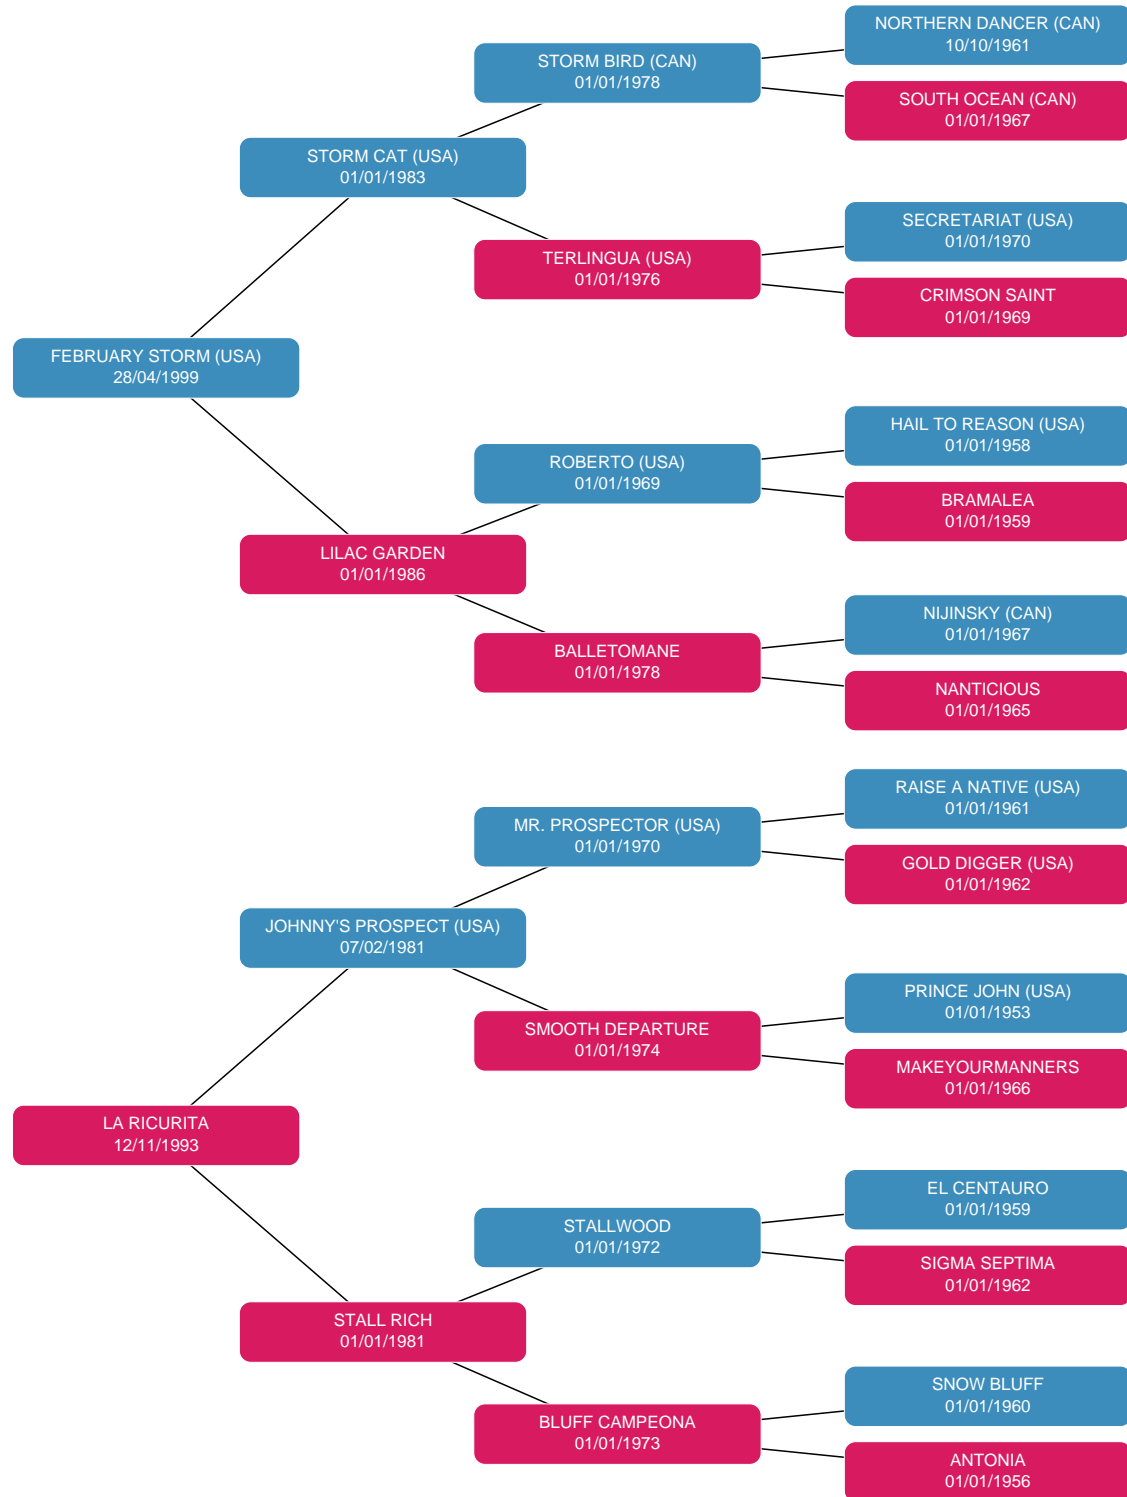 NORTHERN DANCER (CAN)
10/10/1961
STORM BIRD (CAN)
01/01/1978
SOUTH OCEAN (CAN)
01/01/1967
STORM CAT (USA)
01/01/1983
SECRETARIAT (USA)
01/01/1970
TERLINGUA (USA)
01/01/1976
CRIMSON SAINT
01/01/1969
FEBRUARY STORM (USA)
28/04/1999
HAIL TO REASON (USA)
01/01/1958
ROBERTO (USA)
01/01/1969
BRAMALEA
01/01/1959
LILAC GARDEN
01/01/1986
NIJINSKY (CAN)
01/01/1967
BALLETOMANE
01/01/1978
NANTICIOUS
01/01/1965
RAISE A NATIVE (USA)
01/01/1961
MR. PROSPECTOR (USA)
01/01/1970
GOLD DIGGER (USA)
01/01/1962
JOHNNY'S PROSPECT (USA)
07/02/1981
PRINCE JOHN (USA)
01/01/1953
SMOOTH DEPARTURE
01/01/1974
MAKEYOURMANNERS
01/01/1966
LA RICURITA
12/11/1993
EL CENTAURO
01/01/1959
STALLWOOD
01/01/1972
SIGMA SEPTIMA
01/01/1962
STALL RICH
01/01/1981
SNOW BLUFF
01/01/1960
BLUFF CAMPEONA
01/01/1973
ANTONIA
01/01/1956